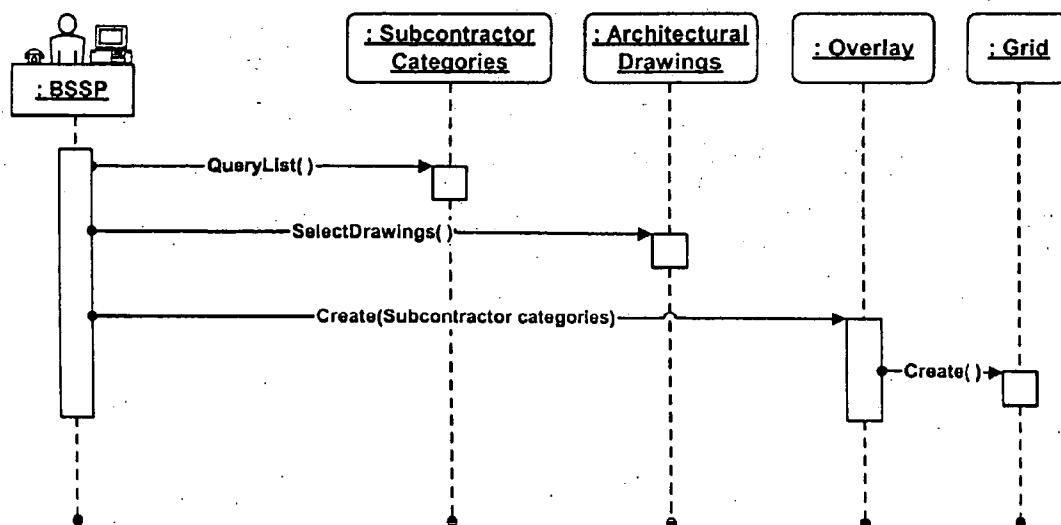 : BSSP
: Subcontractor
Categories
: Architectural
Drawings
: Overlay
: Grid
QueryList( )
SelectDrawings( )
Create(Subcontractor categories)
Create( )